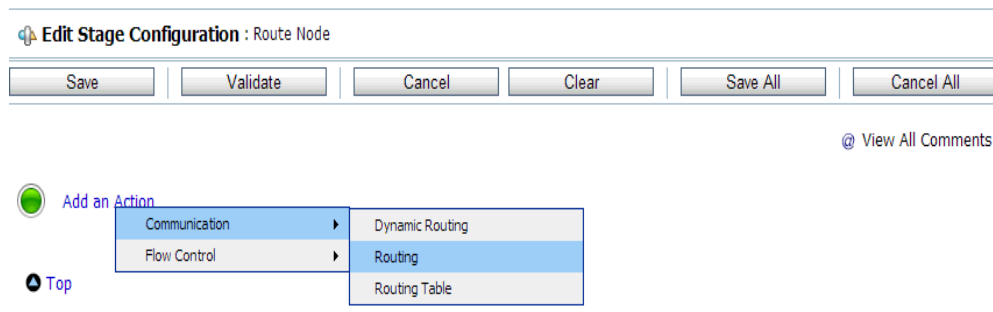 Edit Stage Configuration : Route Node
Save Validate Cancel Clear Save All Cancel All
@ View All Comments
Add an Action
Communication Dynamic Routing
Flow Control Routing
Top Routing Table